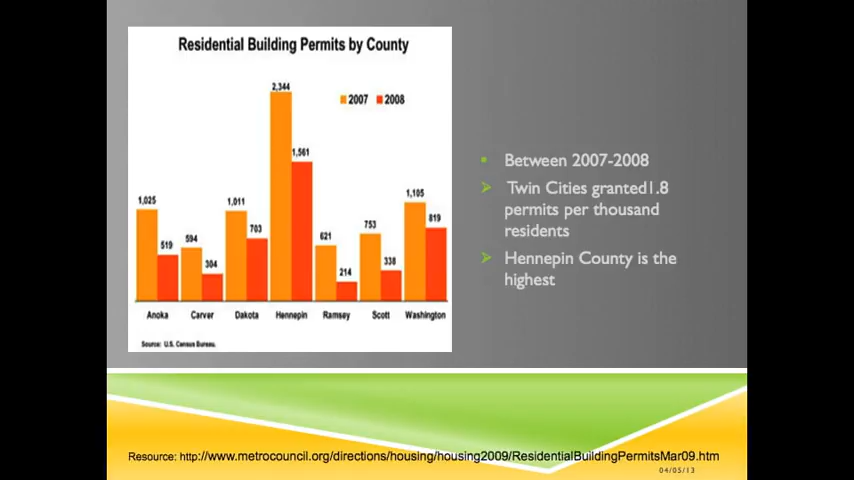 Residential Building Permits by County
2,344
2007 2008
1,561
1,025
1,011
1,105
519
594
304
703
621
214
753
338
819
Anoka Carver Dakota Hennepin Ramsey Scott Washington
Source: U.S. Census Bureau.
Between 2007-2008
Twin Cities granted1.8
permits per thousand
residents
Hennepin County is the
highest
Resource: http://www.metrocouncil.org/directions/housing/housing2009/ResidentialBuildingPermitsMar09.htm
04/05/13